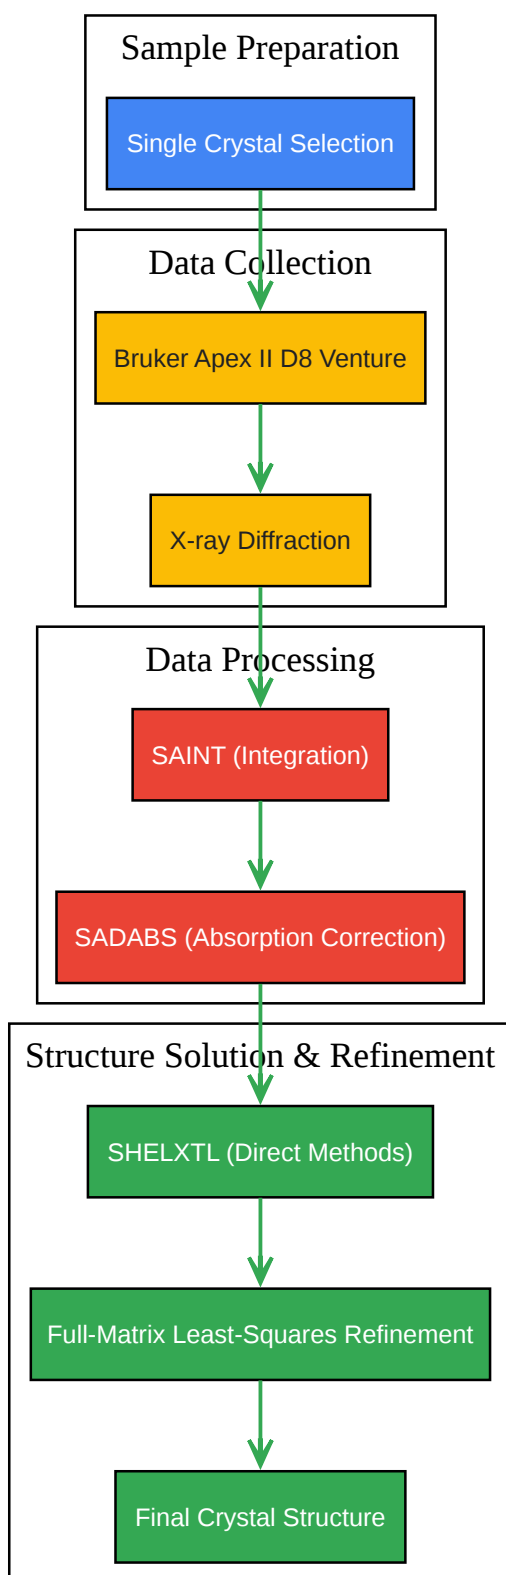 Sample Preparation
Single Crystal Selection
Data Collection
Bruker Apex II D8 Venture
X-ray Diffraction
Data Processing
SAINT (Integration)
SADABS (Absorption Correction)
Structure Solution & Refinement
SHELXTL (Direct Methods)
Full-Matrix Least-Squares Refinement
Final Crystal Structure